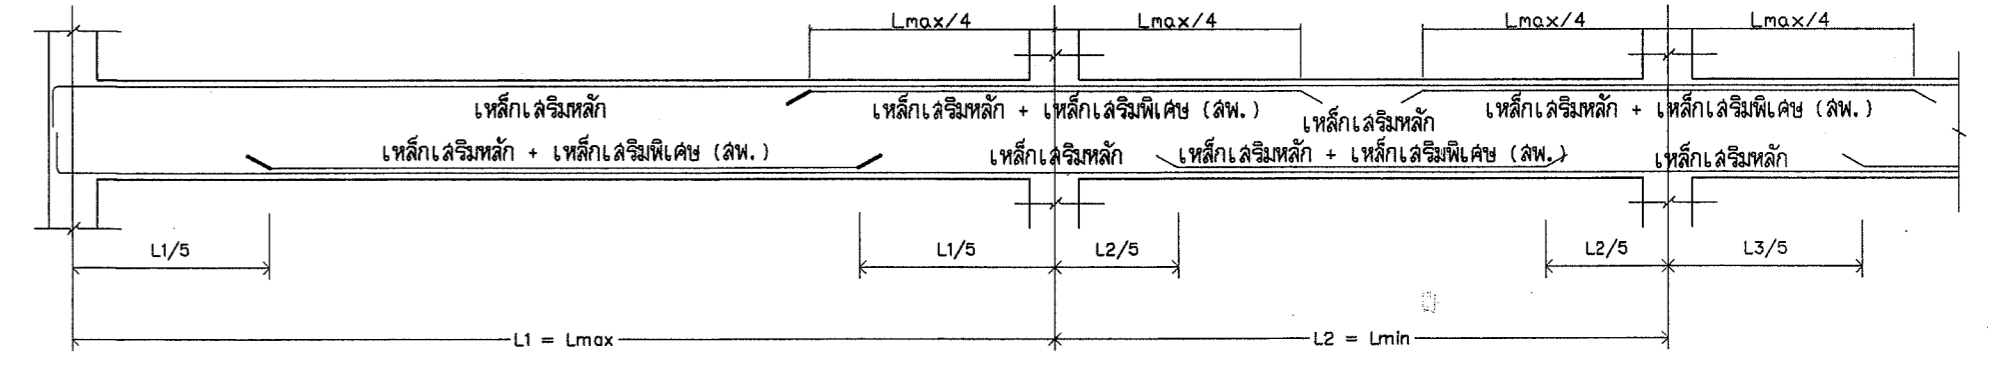 Lmax/4 Lmax/4 Lmax/4 Lmax/4
เหล็กเสริมหลัก เหล็กเสริมหลัก + เหล็กเสริมพิเศษ (สพ.) เหล็กเสริมหลัก เหล็กเสริมหลัก + เหล็กเสริมพิเศษ (สพ.)
เหล็กเสริมหลัก + เหล็กเสริมพิเศษ (สพ.) เหล็กเสริมหลัก เหล็กเสริมหลัก + เหล็กเสริมพิเศษ (สพ.) เหล็กเสริมหลัก
L1/5 L1/5 L2/5 L2/5 L3/5
L1 = Lmax L2 = Lmin